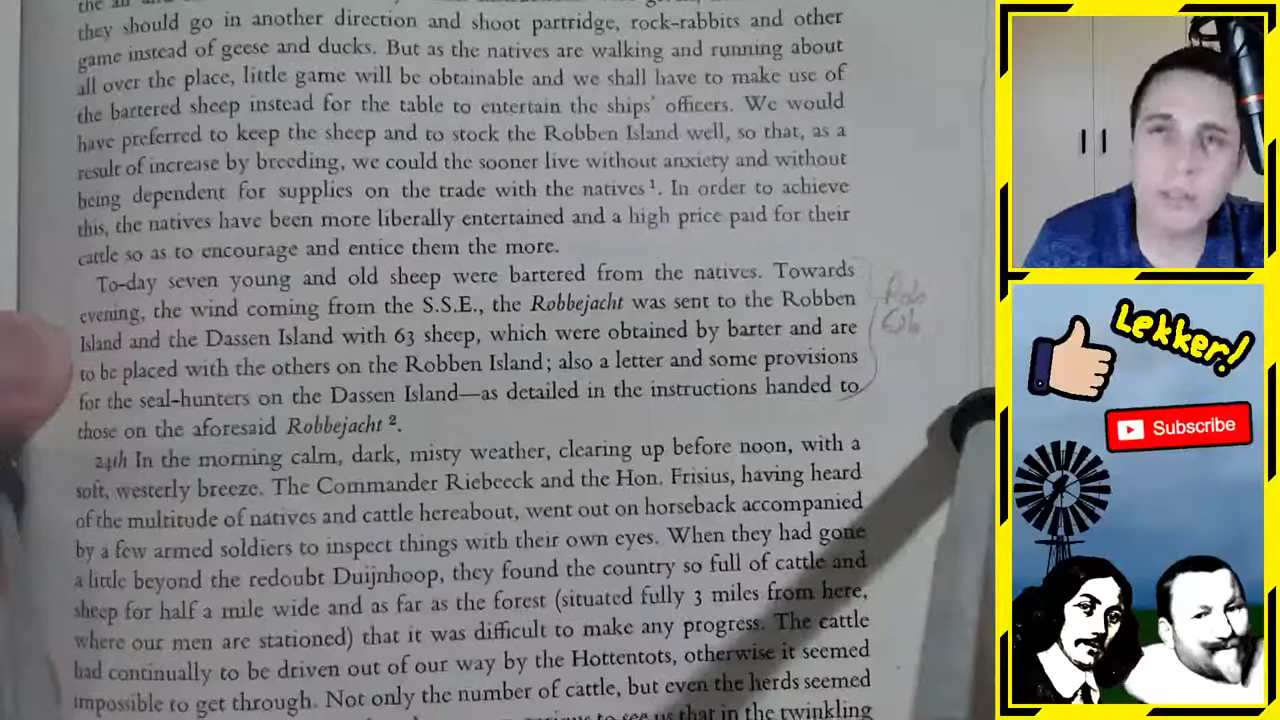 they should go in another direction and shoot partridge, rock-rabbits and other
game instead of geese and ducks. But as the natives are walking and running about
all over the place, little game will be obtainable and we shall have to make use of
the bartered sheep instead for the table to entertain the ships' officers. We would
have preferred to keep the sheep and to stock the Robben Island well, so that, as a
result of increase by breeding, we could the sooner live without anxiety and without
being dependent for supplies on the trade with the natives ¹. In order to achieve
this, the natives have been more liberally entertained and a high price paid for their
cattle so as to encourage and entice them the more.
To-day seven young and old sheep were bartered from the natives. Towards
evening, the wind coming from the S.S.E., the Robbejacht was sent to the Robben
Island and the Dassen Island with 63 sheep, which were obtained by barter and are
to be placed with the others on the Robben Island; also a letter and some provisions
for the seal-hunters on the Dassen Island—as detailed in the instructions handed to
those on the aforesaid Robbejacht ².
24th In the morning calm, dark, misty weather, clearing up before noon, with a
soft, westerly breeze. The Commander Riebeeck and the Hon. Frisius, having heard
of the multitude of natives and cattle hereabout, went out on horseback accompanied
by a few armed soldiers to inspect things with their own eyes. When they had gone
a little beyond the redoubt Duijnhoop, they found the country so full of cattle and
sheep for half a mile wide and as far as the forest (situated fully 3 miles from here,
where our men are stationed) that it was difficult to make any progress. The cattle
had continually to be driven out of our way by the Hottentots, otherwise it seemed
impossible to get through. Not only the number of cattle, but even the herds seemed
to see us that in the twinkling
Lekker!
Subscribe